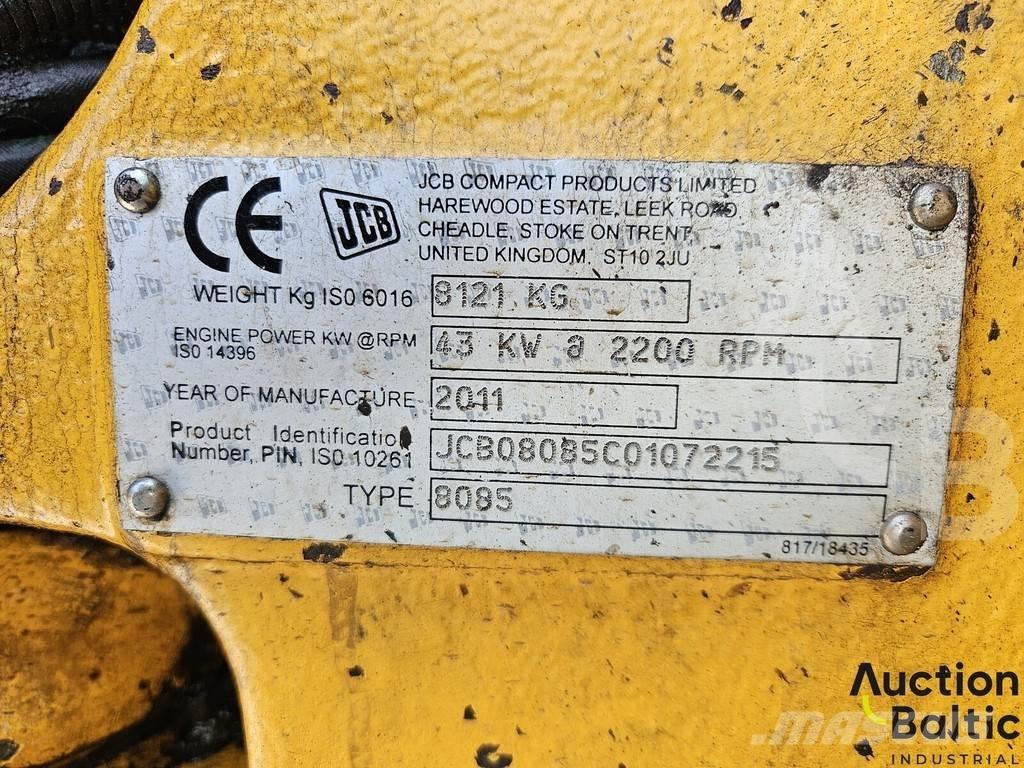 CE JCB
JCB COMPACT PRODUCTS LIMITED
HAREWOOD ESTATE, LEEK ROAD,
CHEADLE, STOKE ON TRENT,
UNITED KINGDOM, ST10 2JU
WEIGHT Kg ISO 6016 8121 KG
ENGINE POWER KW @RPM 43 KW @ 2200 RPM
ISO 14396
YEAR OF MANUFACTURE 2011
Product Identification
Number, PIN, ISO 10261 JCB08085C01072215
TYPE 8085
817/18435
Auction
Baltic
INDUSTRIAL